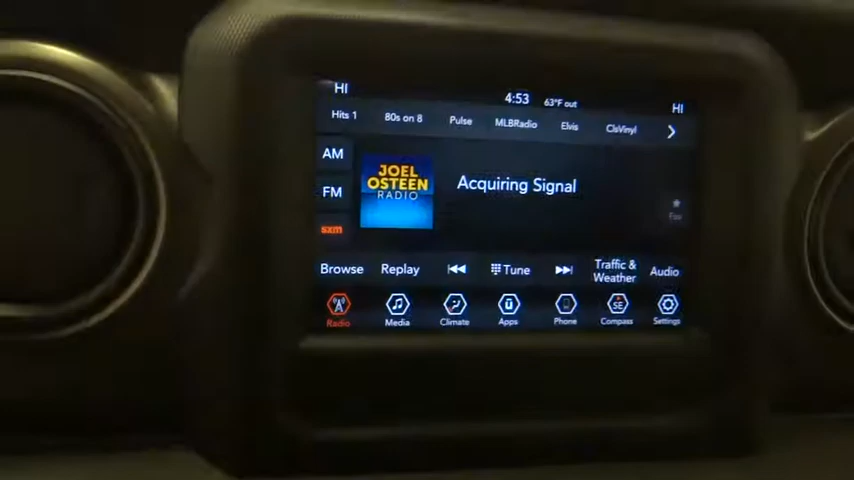 HI 4:53 63°F out HI
Hits 1 80s on 8 Pulse MLBRadio Elvis ClsVinyl
AM
FM
sxm
JOEL
OSTEEN
RADIO
Acquiring Signal
Browse Replay Tune Traffic &
Weather Audio
Radio Media Climate Apps Phone SE Compass Settings